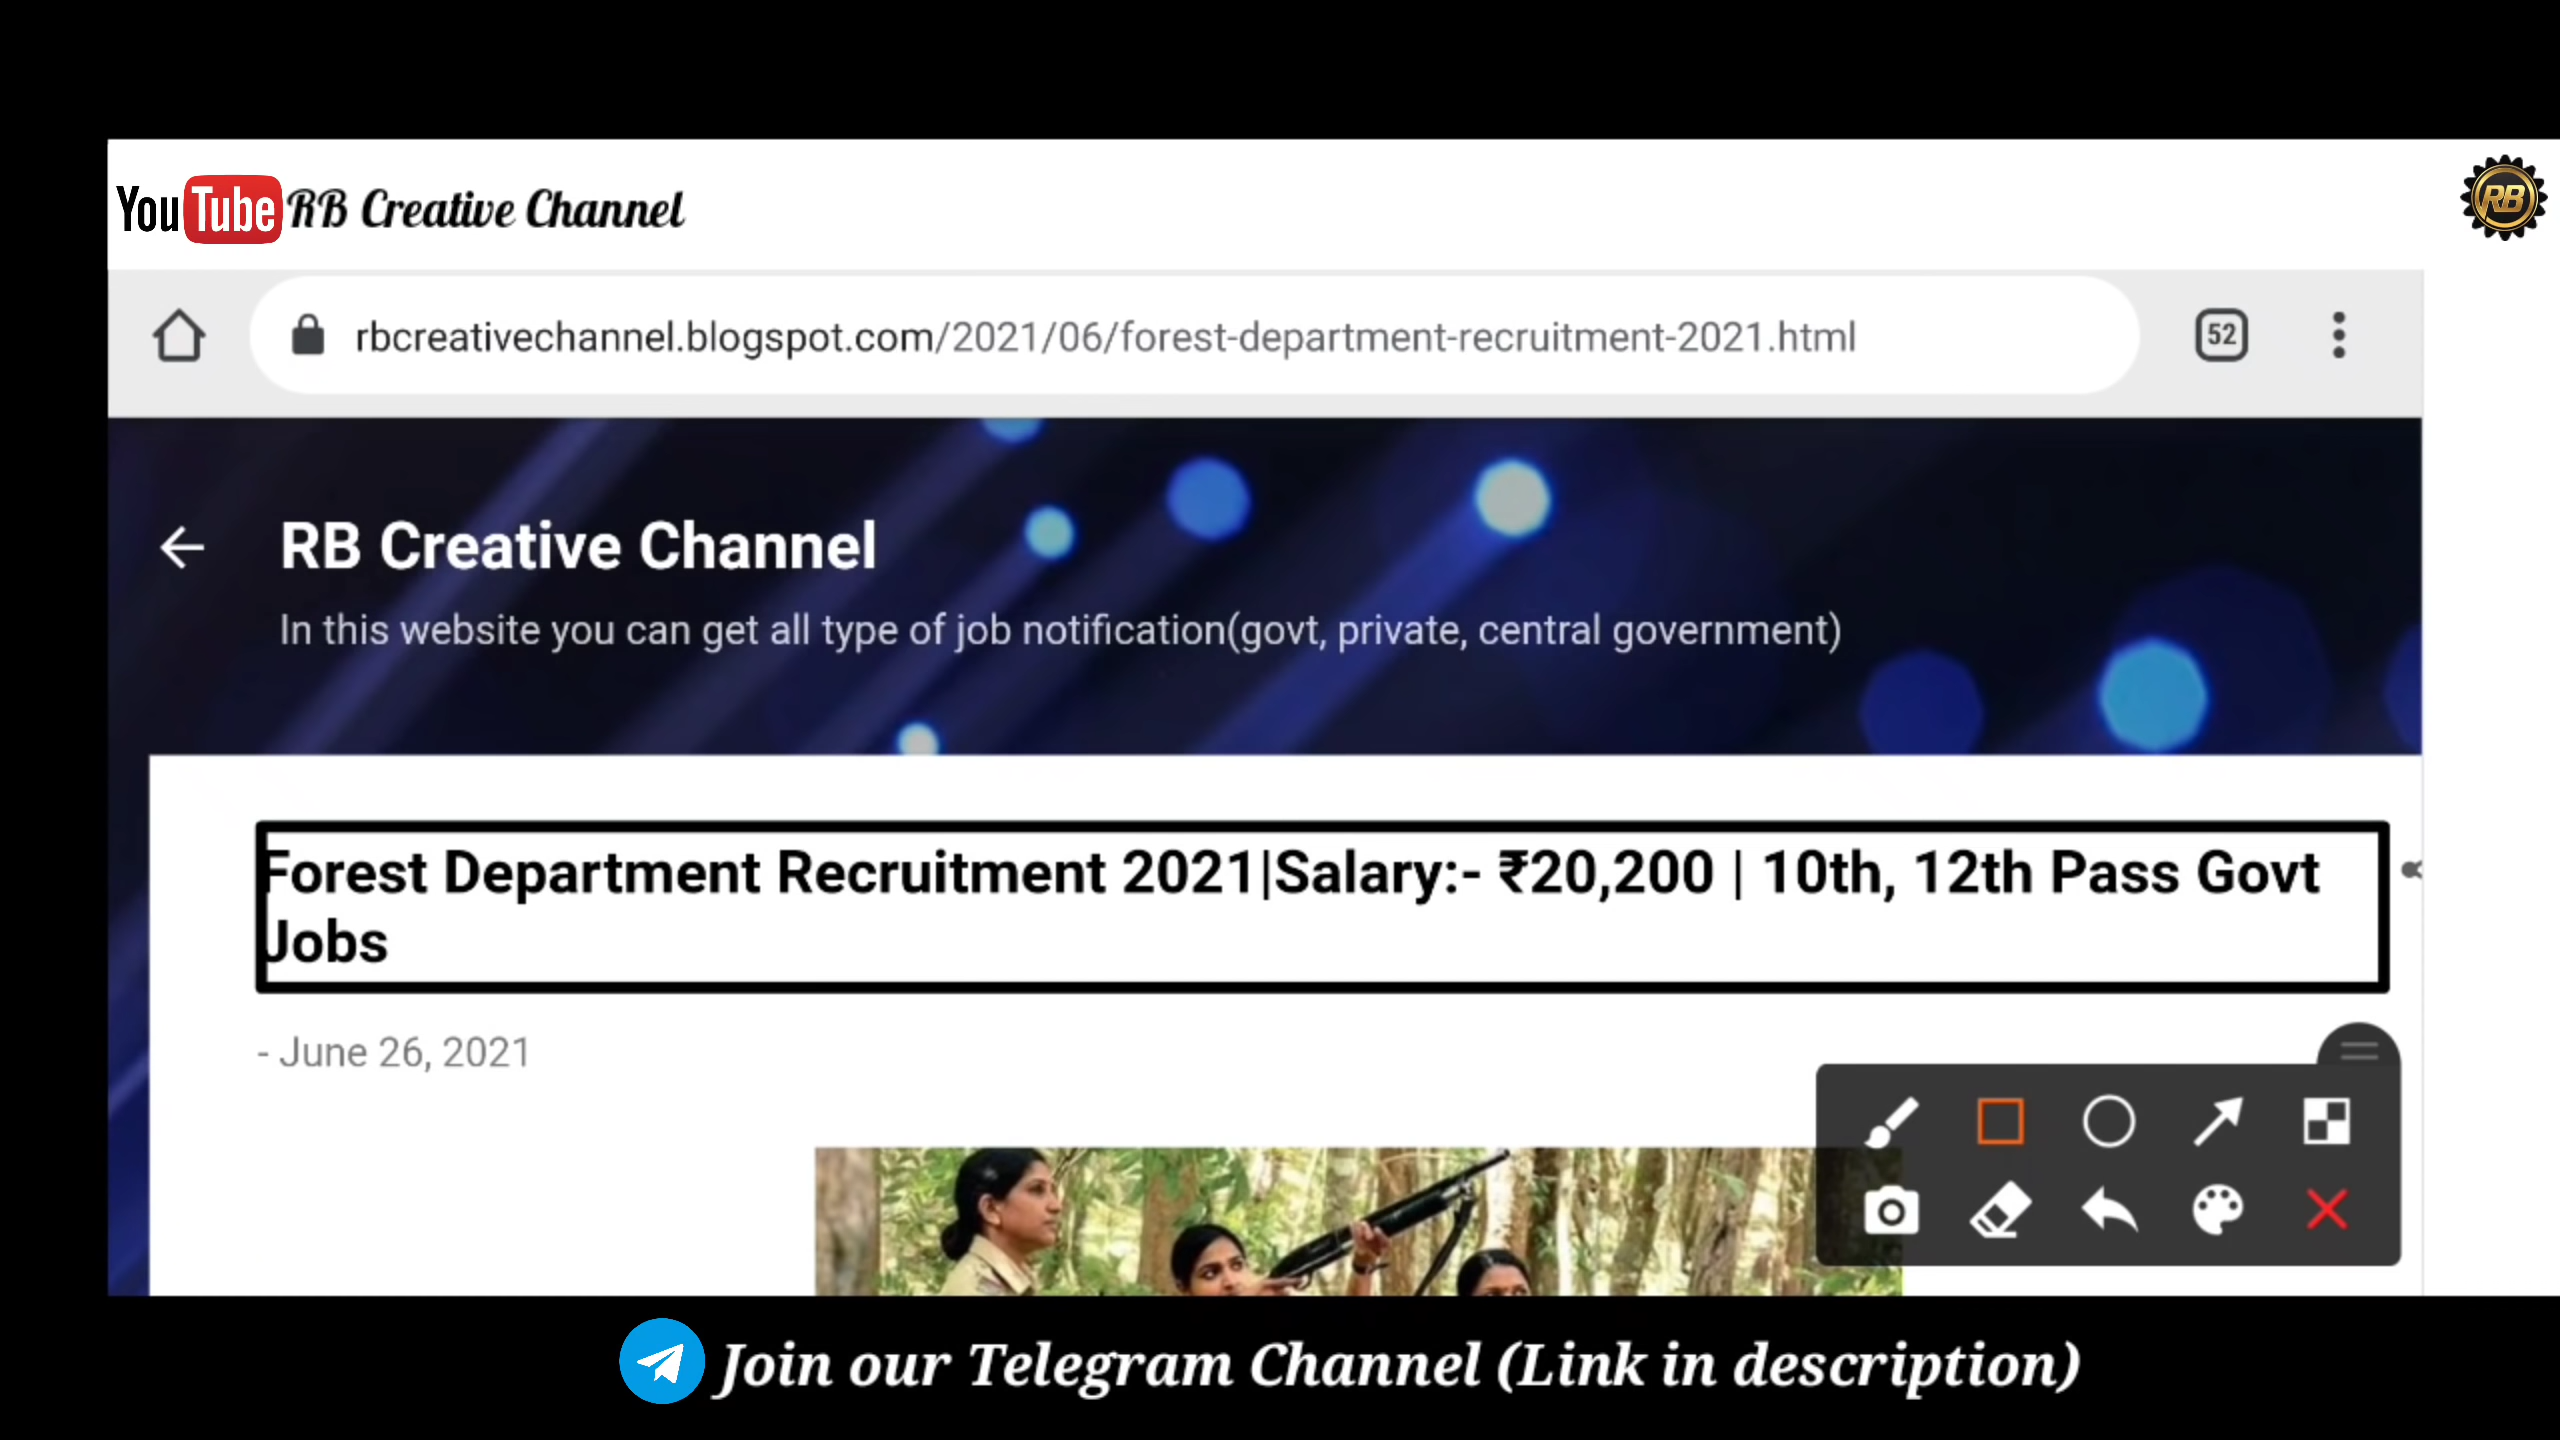 YouTube RB Creative Channel
RB
rbcreativechannel.blogspot.com/2021/06/forest-department-recruitment-2021.html
52
RB Creative Channel
In this website you can get all type of job notification(govt, private, central government)
Forest Department Recruitment 2021|Salary:- ₹20,200 | 10th, 12th Pass Govt
Jobs
- June 26, 2021
Join our Telegram Channel (Link in description)